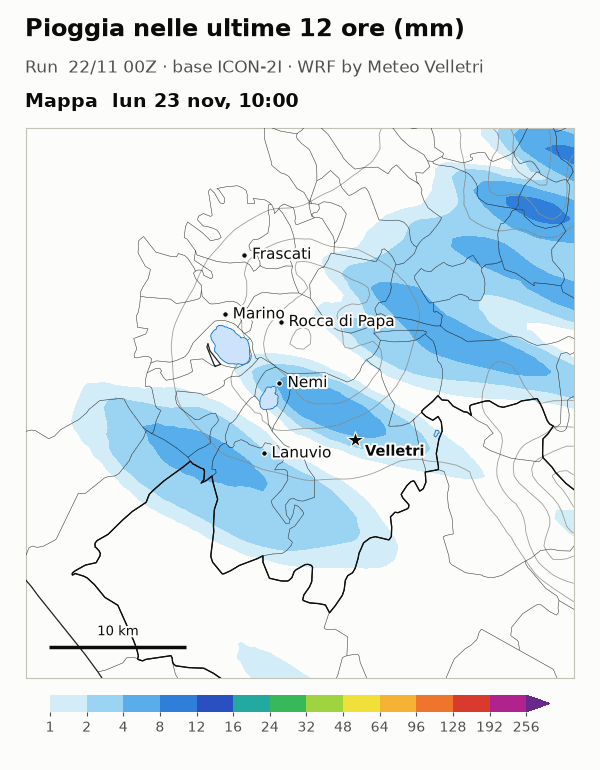 Pioggia nelle ultime 12 ore (mm)
Run  22/11 00Z · base ICON-2I · WRF by Meteo Velletri
Mappa  lun 23 nov, 10:00
Frascati
Marino
Rocca di Papa
Nemi
Velletri
Lanuvio
10 km
1 2 4 8 12 16 24 32 48 64 96 128 192 256